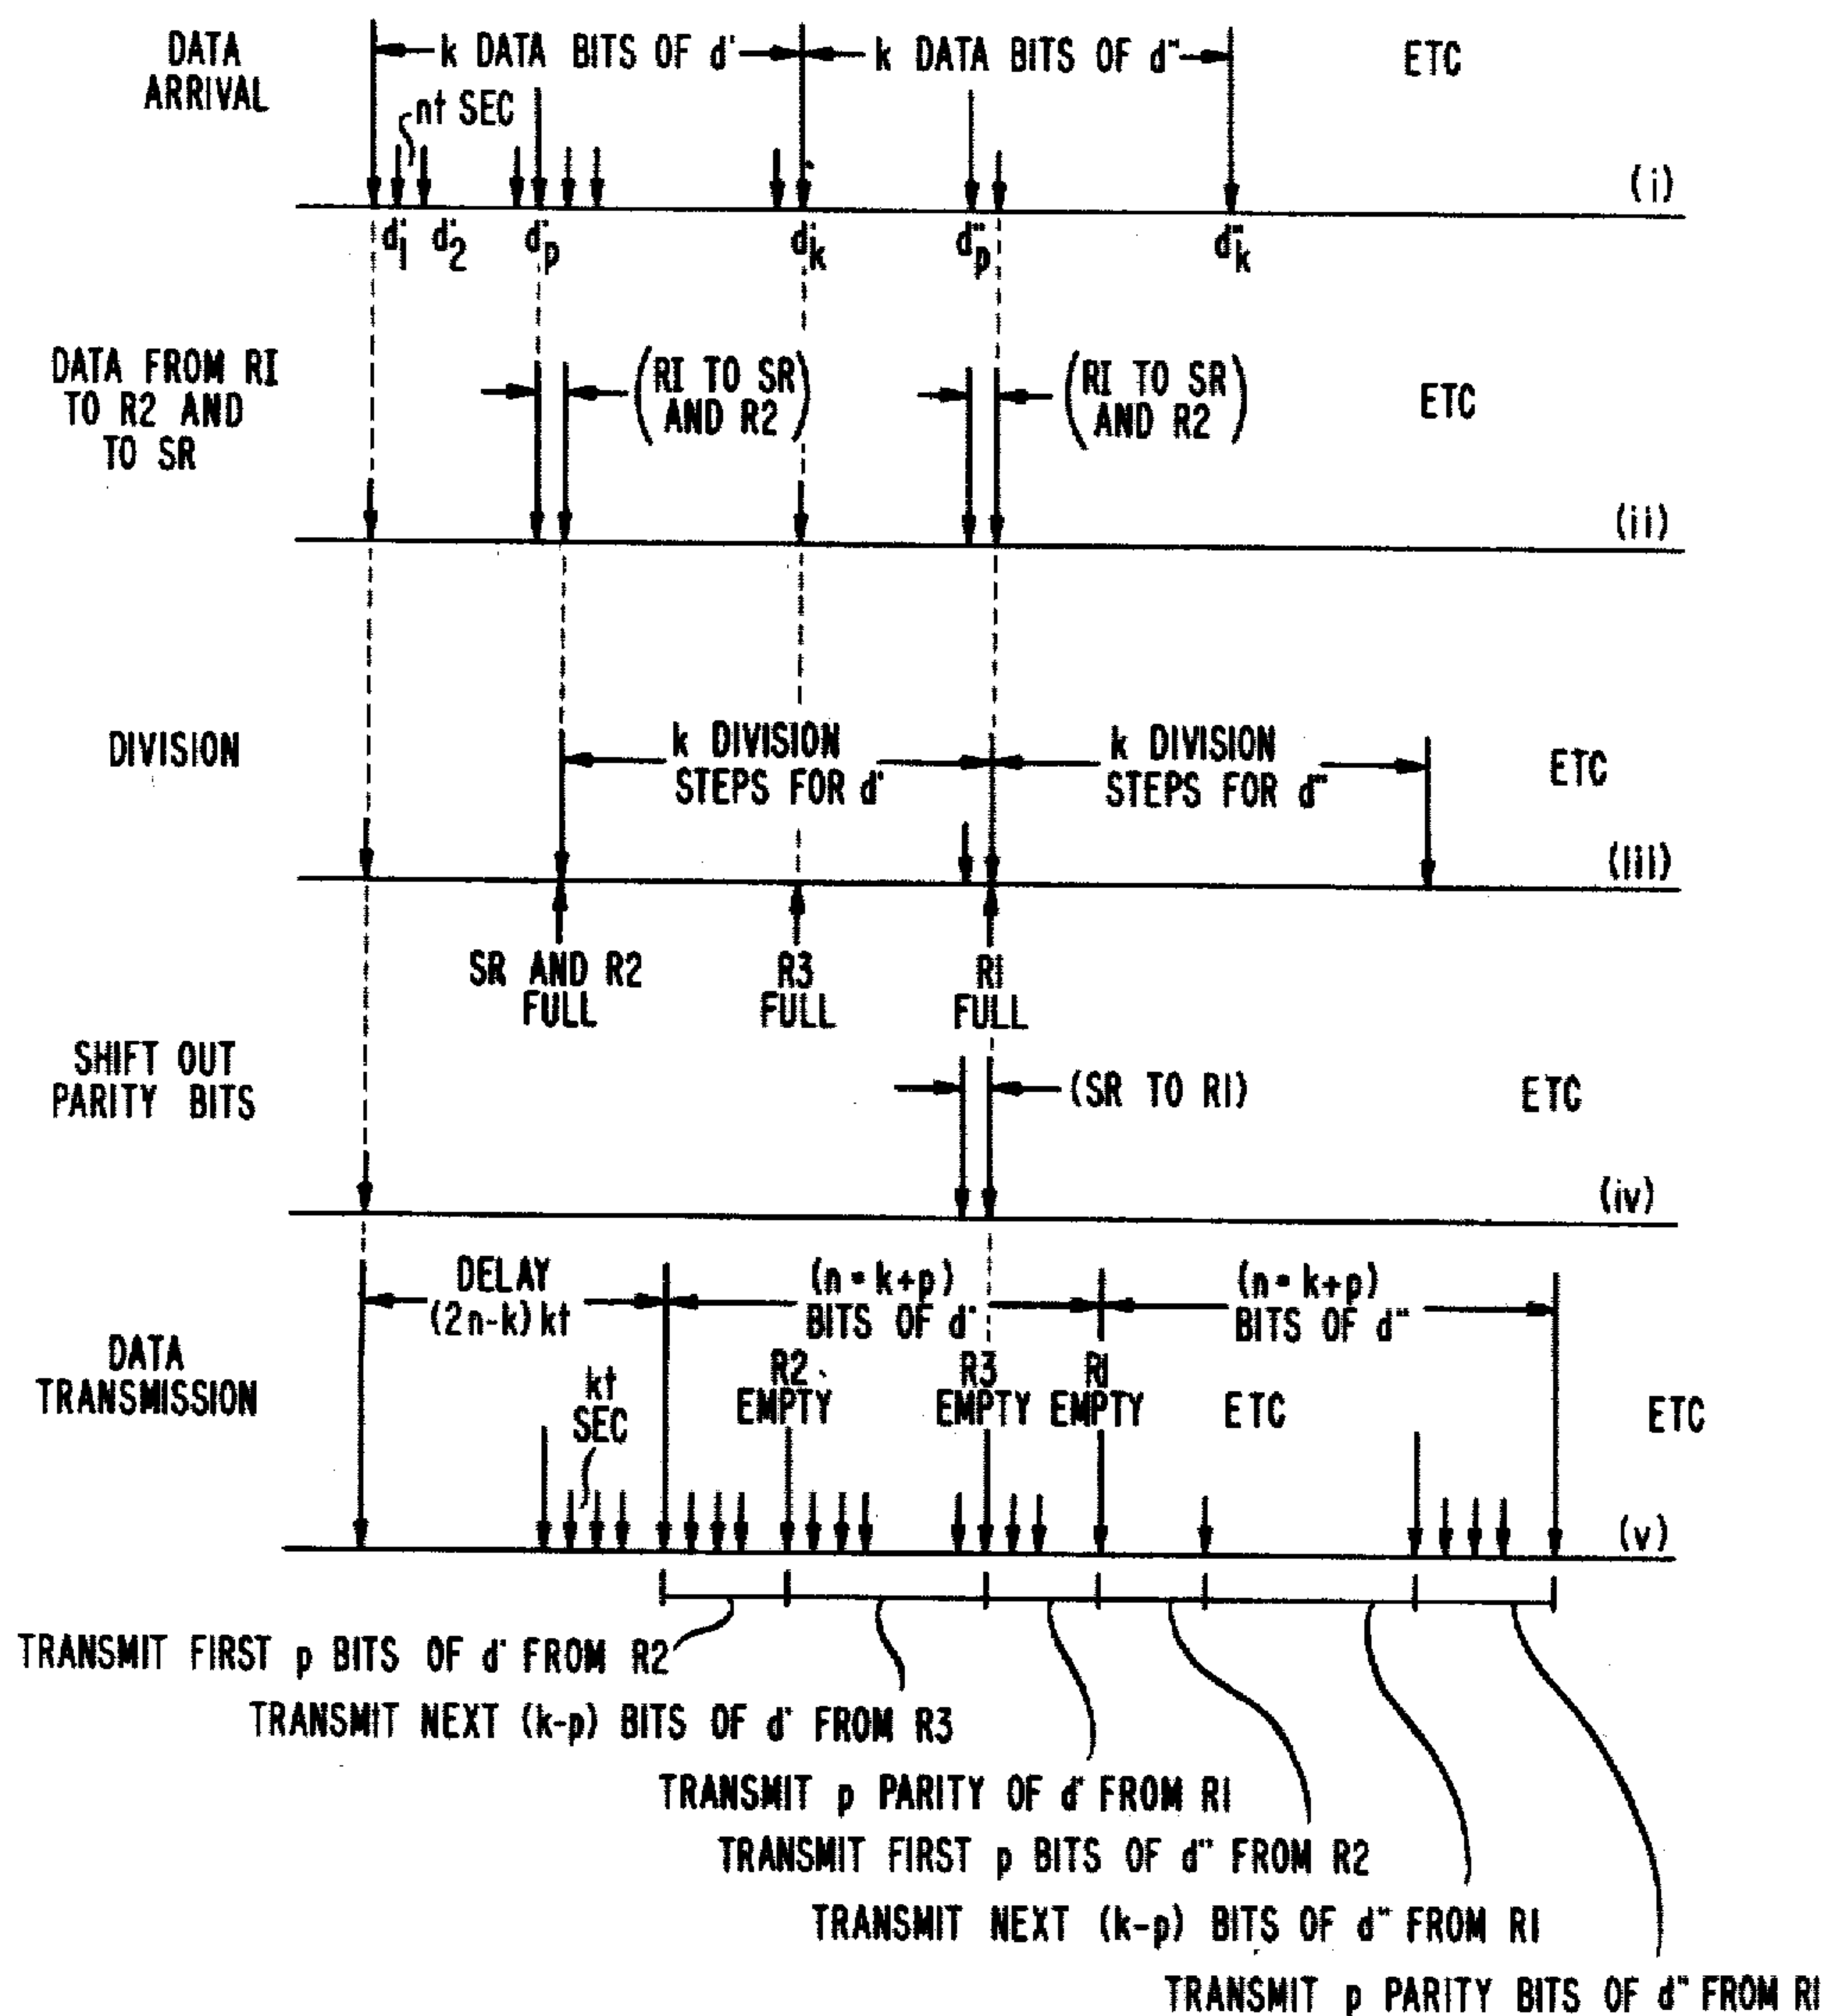 DATA
ARRIVAL
k DATA BITS OF d'
k DATA BITS OF d"
ETC
nt SEC
(i)
d'1
d'2
d'p
d'k
d"p
d"k
DATA FROM R1
TO R2 AND
TO SR
(R1 TO SR
AND R2)
(R1 TO SR
AND R2)
ETC
(ii)
DIVISION
k DIVISION
STEPS FOR d'
k DIVISION
STEPS FOR d"
ETC
(iii)
SR AND R2
FULL
R3
FULL
R1
FULL
SHIFT OUT
PARITY BITS
(SR TO R1)
ETC
(iv)
DATA
TRANSMISSION
DELAY
(2n-k)kt
(n=k+p)
BITS OF d'
(n=k+p)
BITS OF d"
kt
SEC
R2
EMPTY
R3
EMPTY
R1
EMPTY
ETC
ETC
(v)
TRANSMIT FIRST p BITS OF d' FROM R2
TRANSMIT NEXT (k-p) BITS OF d' FROM R3
TRANSMIT p PARITY OF d' FROM R1
TRANSMIT FIRST p BITS OF d" FROM R2
TRANSMIT NEXT (k-p) BITS OF d" FROM R1
TRANSMIT p PARITY BITS OF d" FROM R1